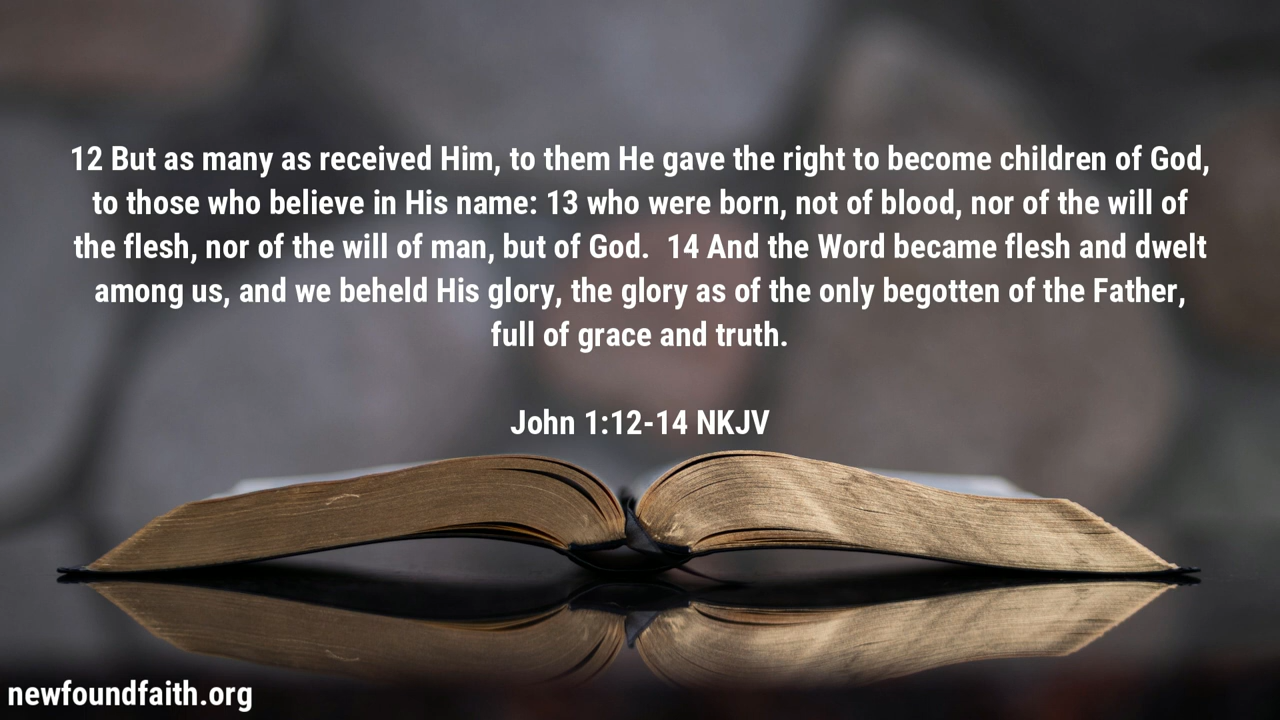 12 But as many as received Him, to them He gave the right to become children of God,
to those who believe in His name: 13 who were born, not of blood, nor of the will of
the flesh, nor of the will of man, but of God.  14 And the Word became flesh and dwelt
among us, and we beheld His glory, the glory as of the only begotten of the Father,
full of grace and truth.
John 1:12-14 NKJV
newfoundfaith.org